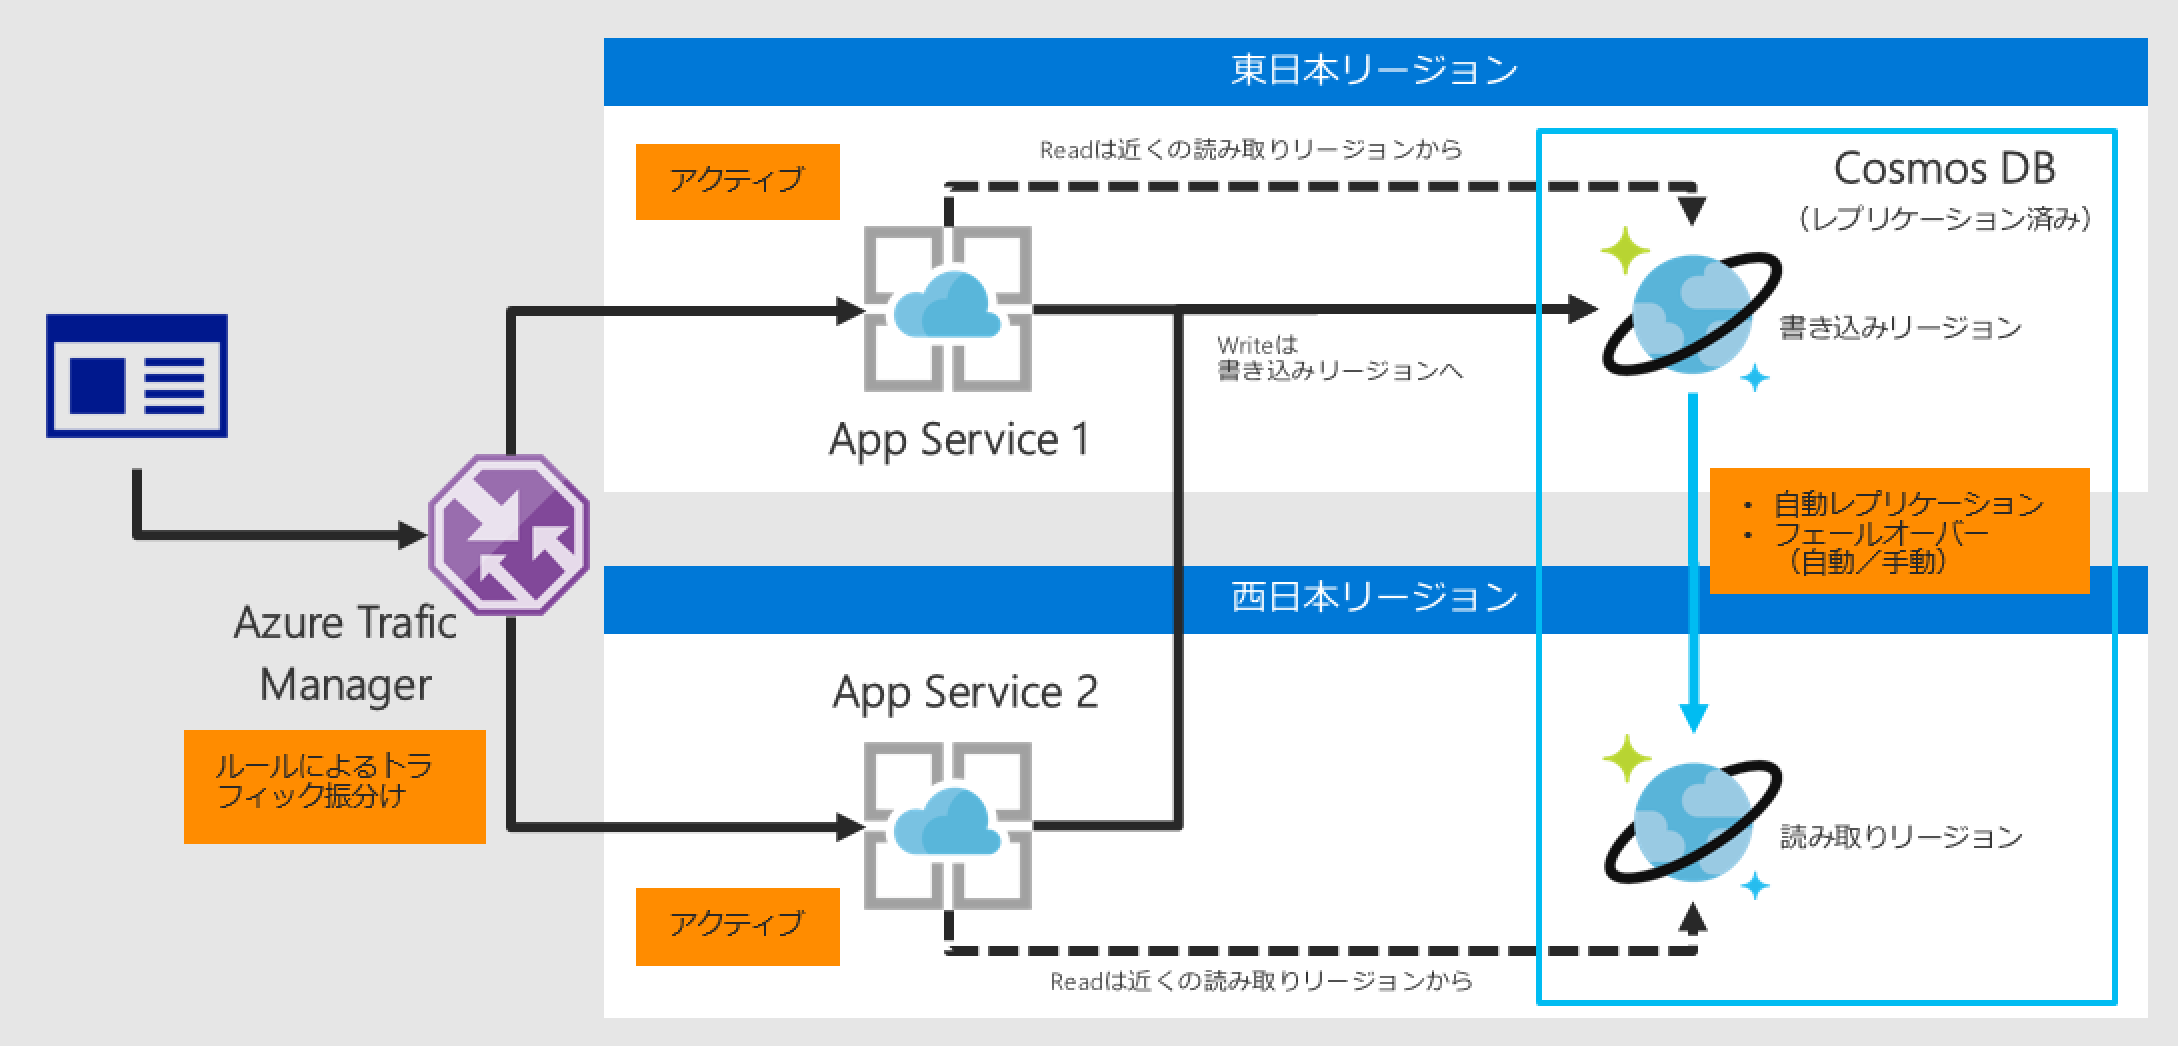 東日本リージョン
アクティブ
Readは近くの読み取りリージョンから
Cosmos DB
（レプリケーション済み）
書き込みリージョン
Writeは
書き込みリージョンへ
App Service 1
• 自動レプリケーション
• フェールオーバー
（自動／手動）
Azure Trafic
Manager
ルールによるトラ
フィック振分け
西日本リージョン
App Service 2
読み取りリージョン
アクティブ
Readは近くの読み取りリージョンから